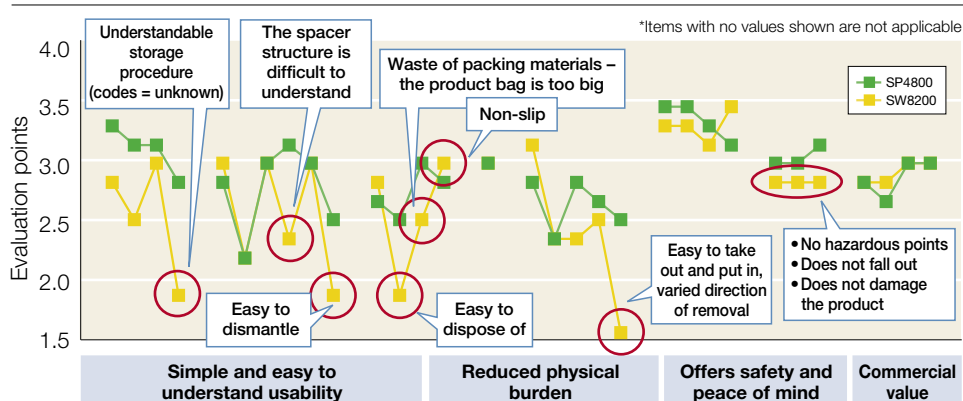 *Items with no values shown are not applicable
Understandable
storage
procedure
(codes = unknown)
The spacer
structure is
difficult to
understand
Waste of packing materials –
the product bag is too big
Non-slip
SP4800
SW8200
Evaluation points
4.0
3.5
3.0
2.5
2.0
1.5
Easy to
dismantle
Easy to
dispose of
Easy to take
out and put in,
varied direction
of removal
• No hazardous points
• Does not fall out
• Does not damage
the product
Simple and easy to
understand usability
Reduced physical
burden
Offers safety and
peace of mind
Commercial
value